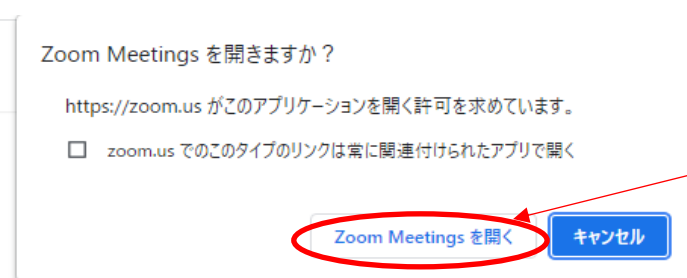 Zoom Meetings を開きますか？
https://zoom.us がこのアプリケーションを開く許可を求めています。
zoom.us でのこのタイプのリンクは常に関連付けられたアプリで開く
Zoom Meetings を開く
キャンセル